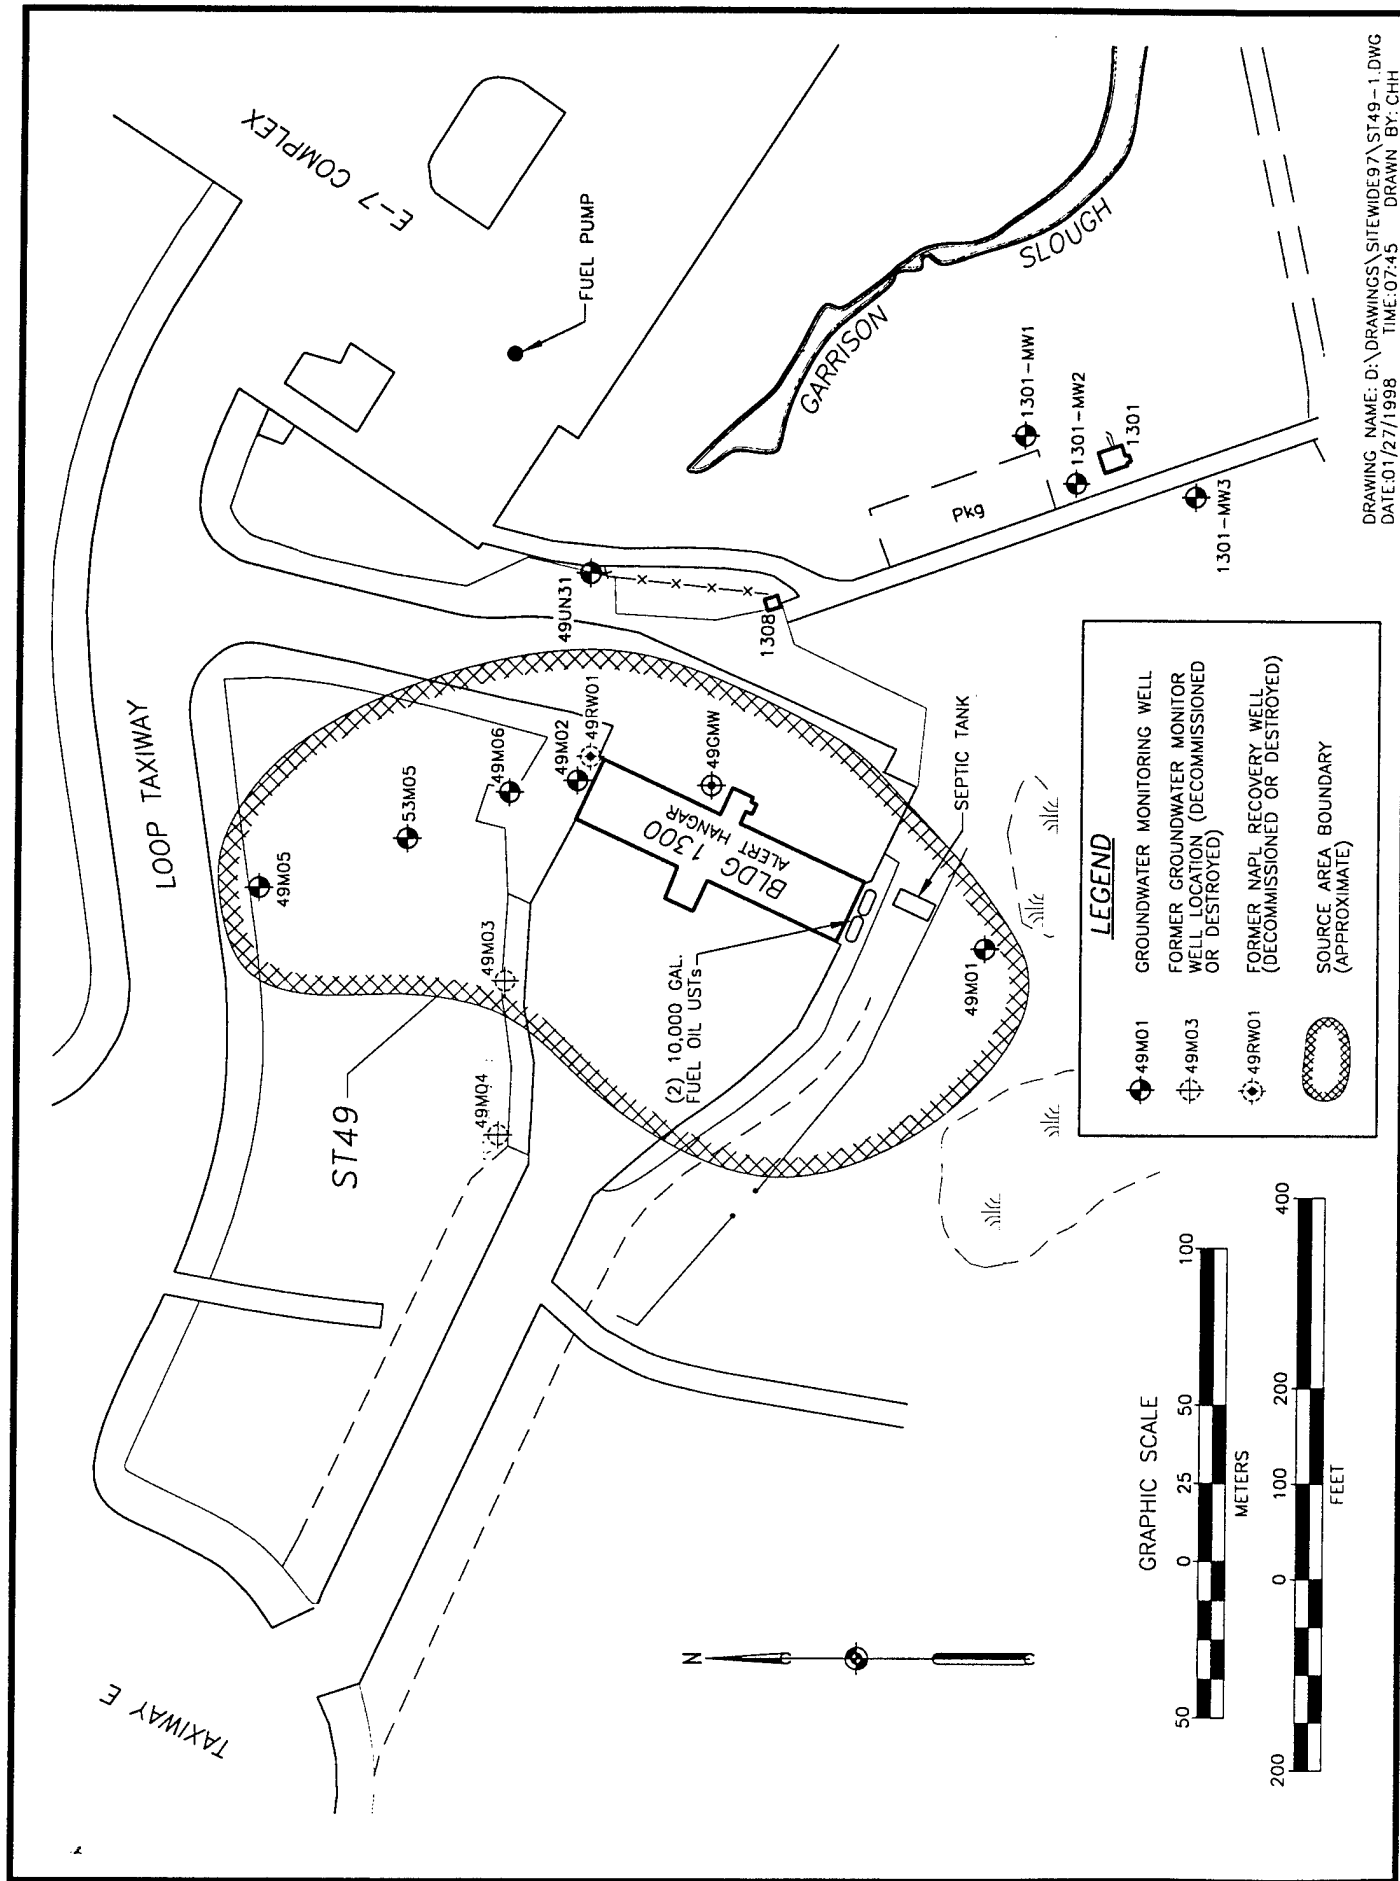 E-7 COMPLEX
FUEL PUMP
GARRISON
SLOUGH
1301-MW1
1301-MW2
1301
1301-MW3
Pkg
49UN31
1308
LOOP TAXIWAY
49M05
53M05
49M06
49M02
49RW01
49GMW
BLDG 1300
ALERT HANGAR
SEPTIC TANK
49M03
49M04
49M01
(2) 10,000 GAL.
FUEL OIL USTs
ST49
TAXIWAY E
N
LEGEND
49M01
GROUNDWATER MONITORING WELL
49M03
FORMER GROUNDWATER MONITOR
WELL LOCATION (DECOMMISSIONED
OR DESTROYED)
49RW01
FORMER NAPL RECOVERY WELL
(DECOMMISSIONED OR DESTROYED)
SOURCE AREA BOUNDARY
(APPROXIMATE)
GRAPHIC SCALE
50 0 25 50 100
METERS
200 0 100 200 400
FEET
DRAWING NAME: D:\DRAWINGS\SITEWIDE97\ST49-1.DWG
DATE:01/27/1998 TIME:07:45 DRAWN BY: CHH